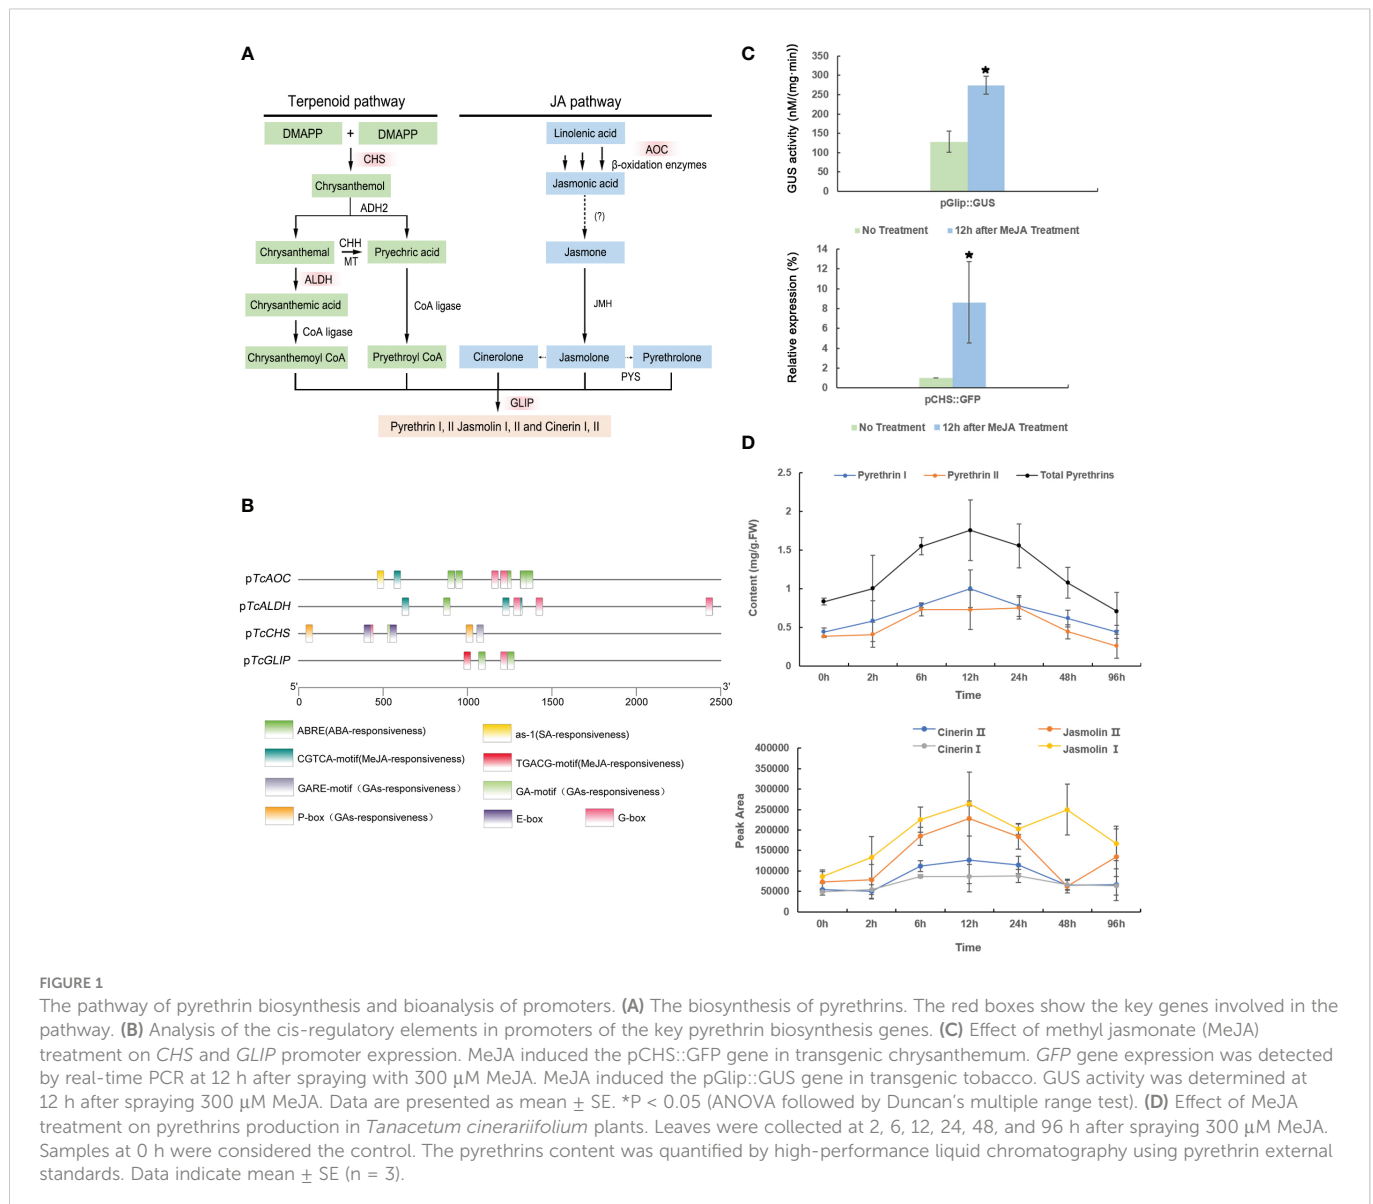 A
Terpenoid pathway
JA pathway
DMAPP + DMAPP
CHS
Chrysanthemol
ADH2
Chrysanthemal
CHH
MT
Pryechric acid
ALDH
Chrysanthemic acid
CoA ligase
CoA ligase
Chrysanthemoyl CoA
Pryethroyl CoA
Linolenic acid
AOC
β-oxidation enzymes
Jasmonic acid
(?)
Jasmone
JMH
Cinerolone
Jasmolone
Pyrethrolone
PYS
GLIP
Pyrethrin I, II Jasmolin I, II and Cinerin I, II
B
pTcAOC
pTcALDH
pTcCHS
pTcGLIP
5'
3'
0 500 1000 1500 2000 2500
ABRE(ABA-responsiveness)
as-1(SA-responsiveness)
CGTCA-motif(MeJA-responsiveness)
TGACG-motif(MeJA-responsiveness)
GARE-motif（GAs-responsiveness）
GA-motif（GAs-responsiveness）
P-box（GAs-responsiveness）
E-box
G-box
C
GUS activity (nM/(mg·min))
350
300
250
200
150
100
50
0
*
pGlip::GUS
No Treatment 12h after MeJA Treatment
Relative expression (%)
14
12
10
8
6
4
2
0
*
pCHS::GFP
No Treatment 12h after MeJA Treatment
D
Content (mg/g.FW)
2.5
2
1.5
1
0.5
0
Pyrethrin I Pyrethrin II Total Pyrethrins
0h 2h 6h 12h 24h 48h 96h
Time
Cinerin II Jasmolin II
Cinerin I Jasmolin I
Peak Area
400000
350000
300000
250000
200000
150000
100000
50000
0
0h 2h 6h 12h 24h 48h 96h
Time
FIGURE 1
The pathway of pyrethrin biosynthesis and bioanalysis of promoters. (A) The biosynthesis of pyrethrins. The red boxes show the key genes involved in the
pathway. (B) Analysis of the cis-regulatory elements in promoters of the key pyrethrin biosynthesis genes. (C) Effect of methyl jasmonate (MeJA)
treatment on CHS and GLIP promoter expression. MeJA induced the pCHS::GFP gene in transgenic chrysanthemum. GFP gene expression was detected
by real-time PCR at 12 h after spraying with 300 µM MeJA. MeJA induced the pGlip::GUS gene in transgenic tobacco. GUS activity was determined at
12 h after spraying 300 µM MeJA. Data are presented as mean ± SE. *P < 0.05 (ANOVA followed by Duncan's multiple range test). (D) Effect of MeJA
treatment on pyrethrins production in Tanacetum cinerariifolium plants. Leaves were collected at 2, 6, 12, 24, 48, and 96 h after spraying 300 µM MeJA.
Samples at 0 h were considered the control. The pyrethrins content was quantified by high-performance liquid chromatography using pyrethrin external
standards. Data indicate mean ± SE (n = 3).